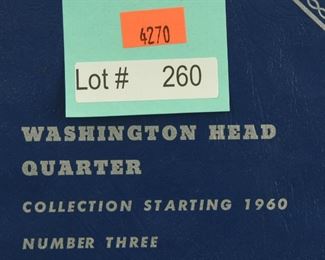 4270
Lot # 260
WASHINGTON HEAD
QUARTER
COLLECTION STARTING 1960
NUMBER THREE